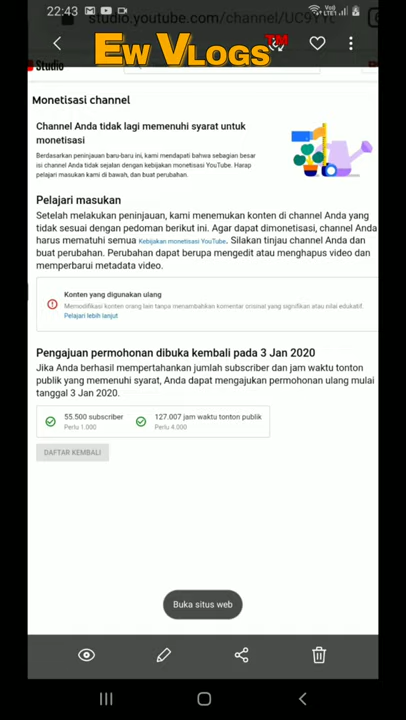 studio.youtube.com/channel/UC9
22:43
EW VLOGS™
Studio
Monetisasi channel
Channel Anda tidak lagi memenuhi syarat untuk
monetisasi
Berdasarkan peninjauan baru-baru ini, kami mendapati bahwa sebagian besar
isi channel Anda tidak sejalan dengan kebijakan monetisasi YouTube. Harap
pelajari masukan kami di bawah, dan buat perubahan.
Pelajari masukan
Setelah melakukan peninjauan, kami menemukan konten di channel Anda yang
tidak sesuai dengan pedoman berikut ini. Agar dapat dimonetisasi, channel Anda
harus mematuhi semua Kebijakan monetisasi YouTube. Silakan tinjau channel Anda dan
buat perubahan. Perubahan dapat berupa mengedit atau menghapus video dan
memperbarui metadata video.
Konten yang digunakan ulang
Memodifikasi konten orang lain tanpa menambahkan komentar orisinal yang signifikan atau nilai edukatif.
Pelajari lebih lanjut
Pengajuan permohonan dibuka kembali pada 3 Jan 2020
Jika Anda berhasil mempertahankan jumlah subscriber dan jam waktu tonton
publik yang memenuhi syarat, Anda dapat mengajukan permohonan ulang mulai
tanggal 3 Jan 2020.
55.500 subscriber
Perlu 1.000
127.007 jam waktu tonton publik
Perlu 4.000
DAFTAR KEMBALI
Buka situs web